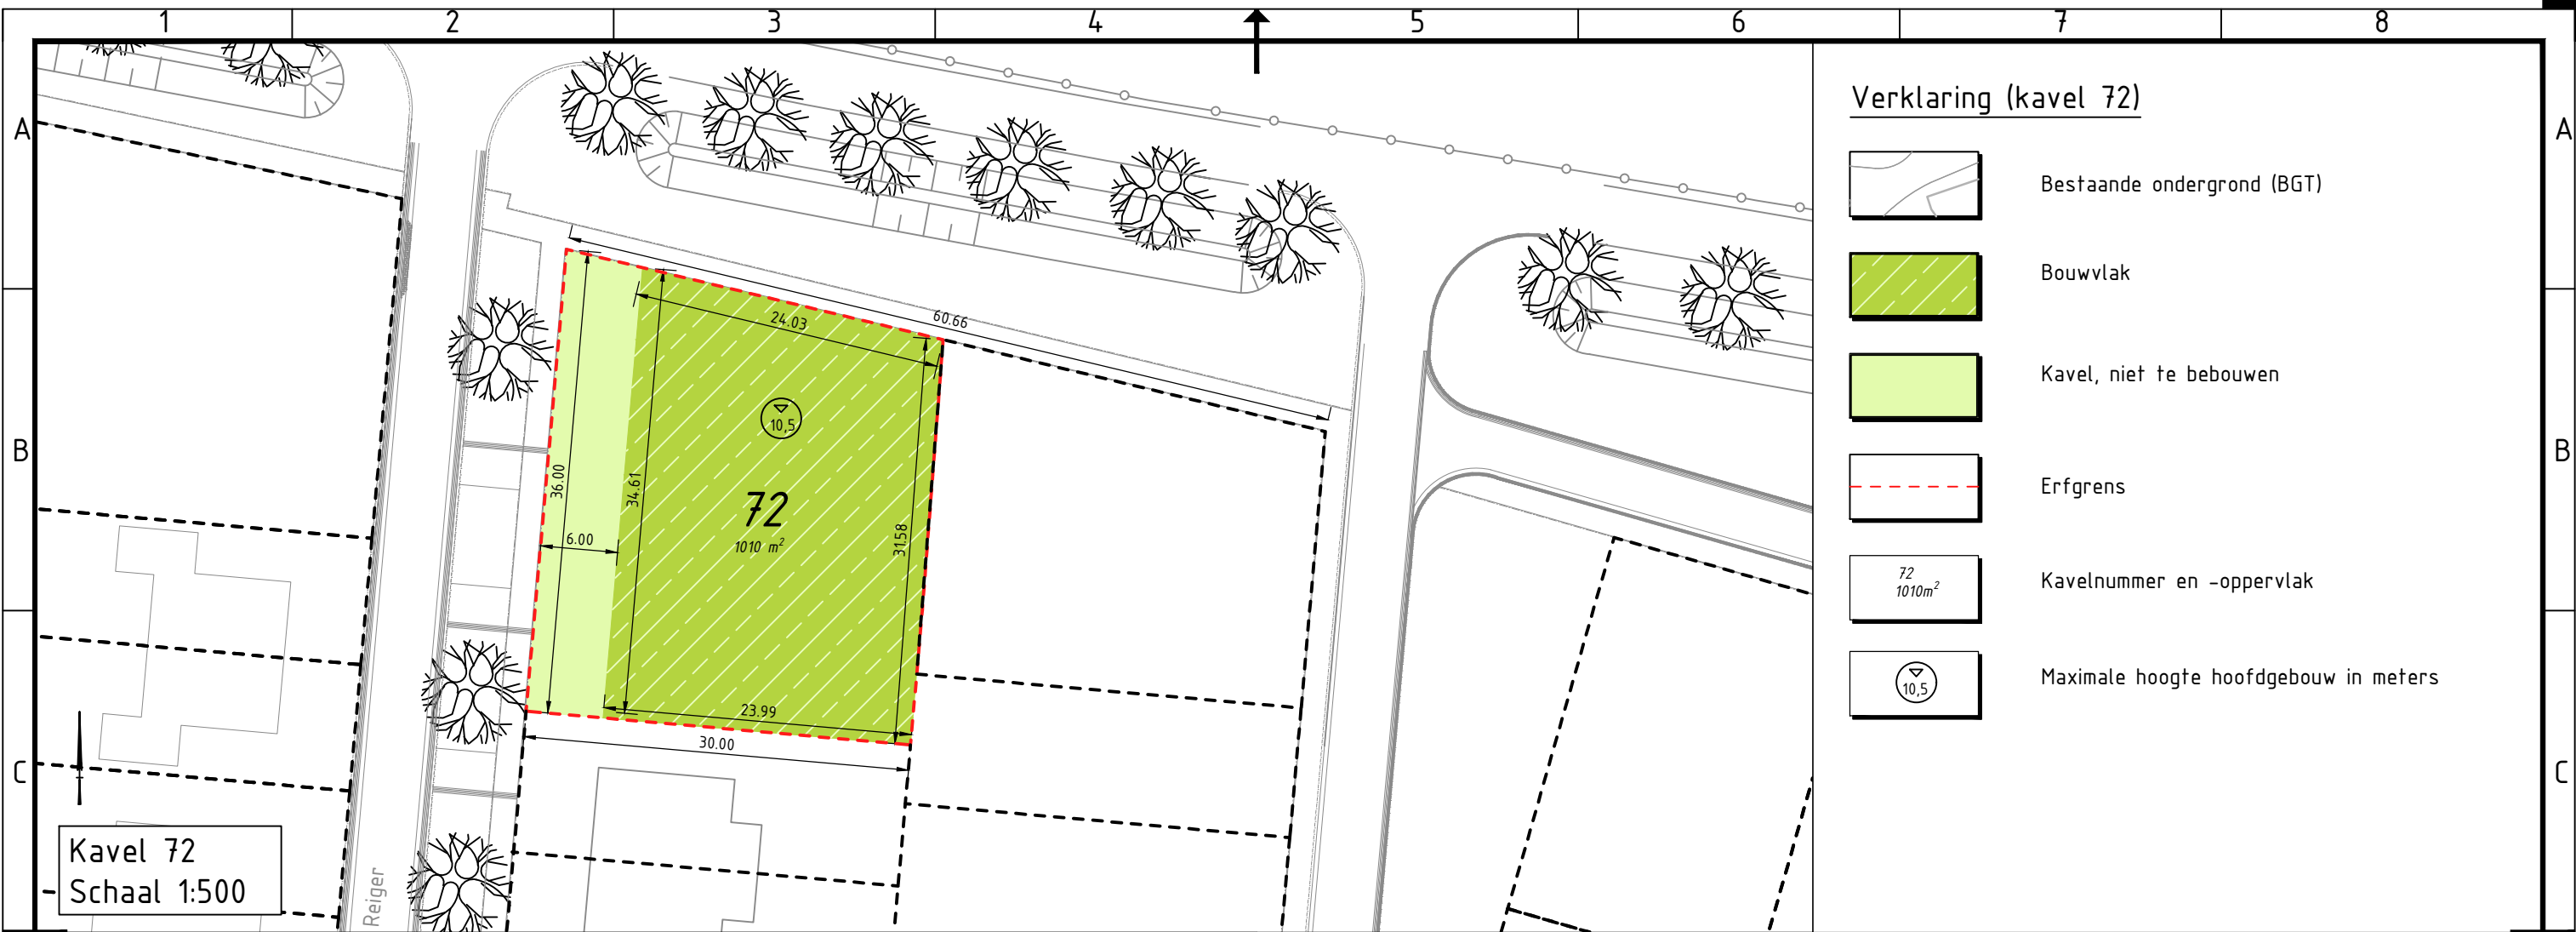 1 2 3 4 5 6 7 8
A A
B B
C C
Verklaring (kavel 72)
Bestaande ondergrond (BGT)
Bouwvlak
Kavel, niet te bebouwen
Erfgrens
72
1010m²
Kavelnummer en -oppervlak
10,5
Maximale hoogte hoofdgebouw in meters
60.66
24.03
10,5
36.00
34.61
72
1010 m²
31.58
6.00
23.99
30.00
Reiger
Kavel 72
Schaal 1:500